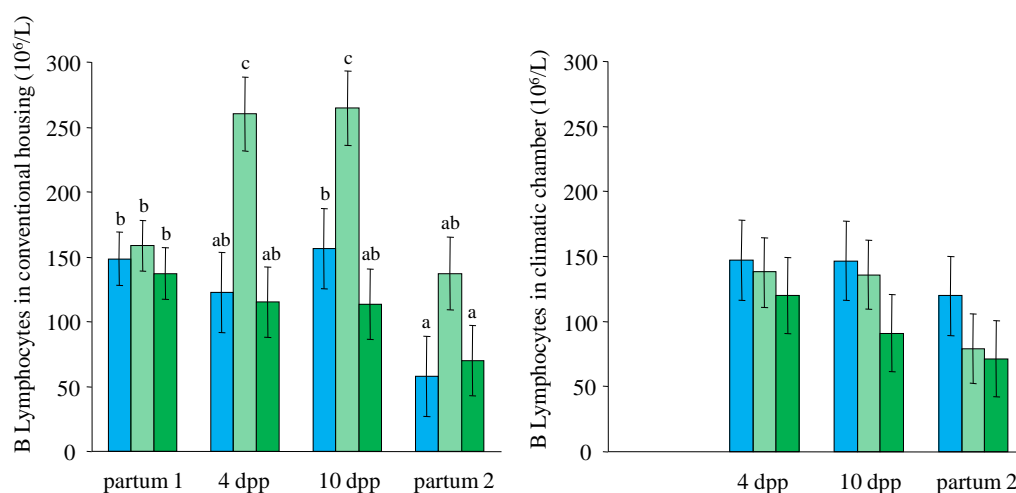 B Lymphocytes in conventional housing (10⁶/L)
300
250
200
150
100
50
0
b
b
b
ab
c
ab
b
c
ab
a
ab
a
partum 1
4 dpp
10 dpp
partum 2
B Lymphocytes in climatic chamber (10⁶/L)
300
250
200
150
100
50
0
4 dpp
10 dpp
partum 2